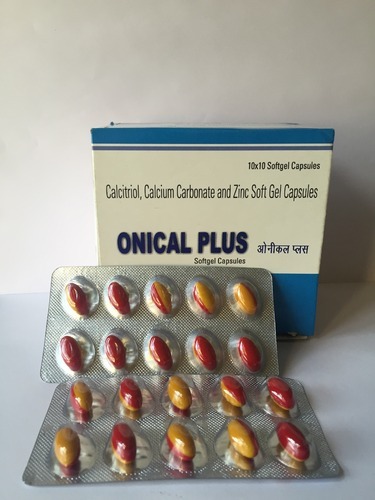 10x10 Softgel Capsules
Calcitriol, Calcium Carbonate and Zinc Soft Gel Capsules
ONICAL PLUS ओनीकल प्लस
Softgel Capsules